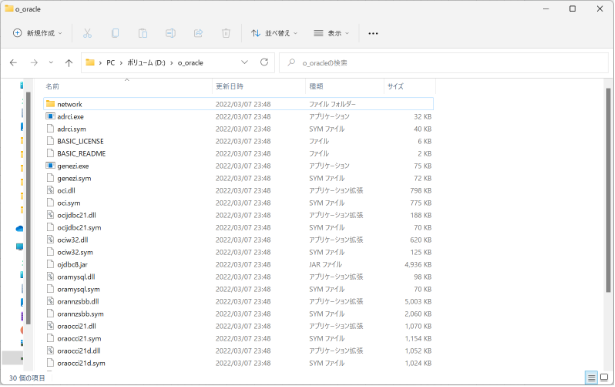 o_oracle
新規作成
並べ替え
表示
PC > ボリューム (D:) > o_oracle
o_oracleの検索
名前 更新日時 種類 サイズ
network 2022/03/07 23:48 ファイル フォルダー
adrci.exe 2022/03/07 23:48 アプリケーション 32 KB
adrci.sym 2022/03/07 23:48 SYM ファイル 40 KB
BASIC_LICENSE 2022/03/07 23:48 ファイル 6 KB
BASIC_README 2022/03/07 23:48 ファイル 2 KB
genezi.exe 2022/03/07 23:48 アプリケーション 75 KB
genezi.sym 2022/03/07 23:48 SYM ファイル 72 KB
oci.dll 2022/03/07 23:48 アプリケーション拡張 798 KB
oci.sym 2022/03/07 23:48 SYM ファイル 775 KB
ocijdbc21.dll 2022/03/07 23:48 アプリケーション拡張 188 KB
ocijdbc21.sym 2022/03/07 23:48 SYM ファイル 70 KB
ociw32.dll 2022/03/07 23:48 アプリケーション拡張 620 KB
ociw32.sym 2022/03/07 23:48 SYM ファイル 125 KB
ojdbc8.jar 2022/03/07 23:48 JAR ファイル 4,936 KB
oramysql.dll 2022/03/07 23:48 アプリケーション拡張 98 KB
oramysql.sym 2022/03/07 23:48 SYM ファイル 70 KB
orannzsbb.dll 2022/03/07 23:48 アプリケーション拡張 5,003 KB
orannzsbb.sym 2022/03/07 23:48 SYM ファイル 2,060 KB
oraocci21.dll 2022/03/07 23:48 アプリケーション拡張 1,070 KB
oraocci21.sym 2022/03/07 23:48 SYM ファイル 1,154 KB
oraocci21d.dll 2022/03/07 23:48 アプリケーション拡張 1,052 KB
oraocci21d.sym 2022/03/07 23:48 SYM ファイル 1,024 KB
30 個の項目